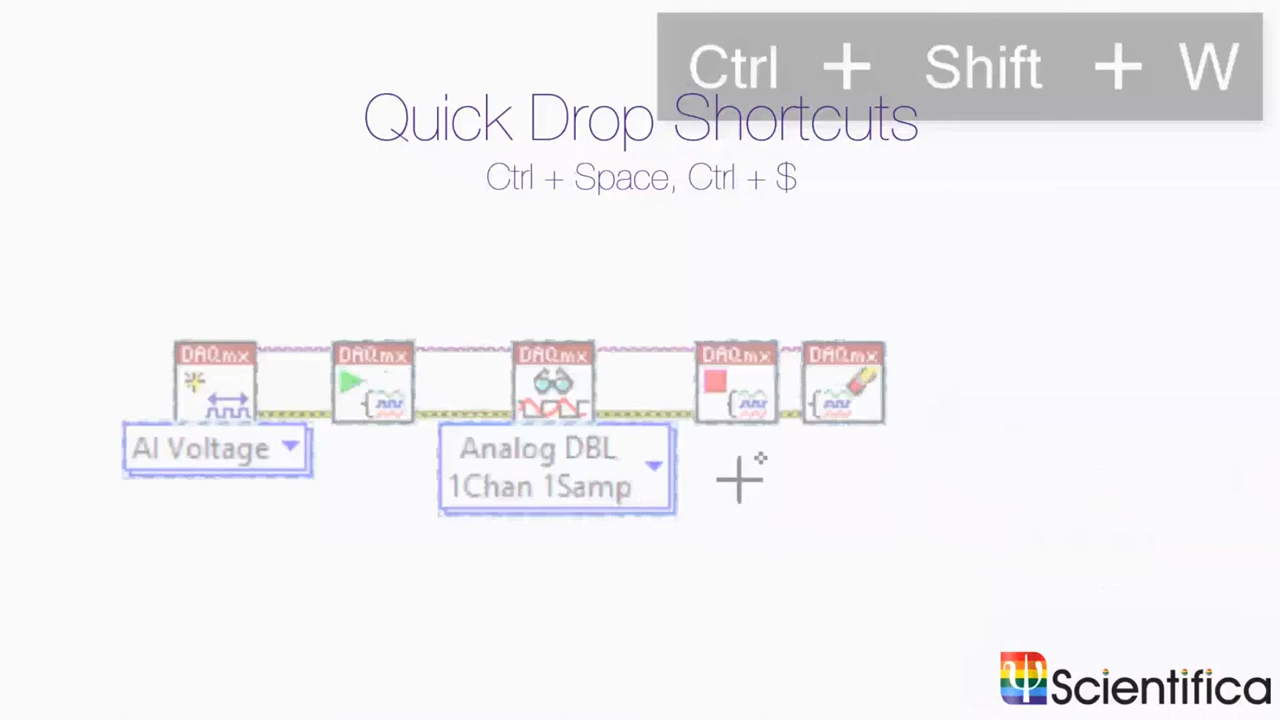 Ctrl + Shift + W
Quick Drop Shortcuts
Ctrl + Space, Ctrl + $
DAQmx
DAQmx
DAQmx
DAQmx
DAQmx
AI Voltage
Analog DBL
1Chan 1Samp
Scientifica